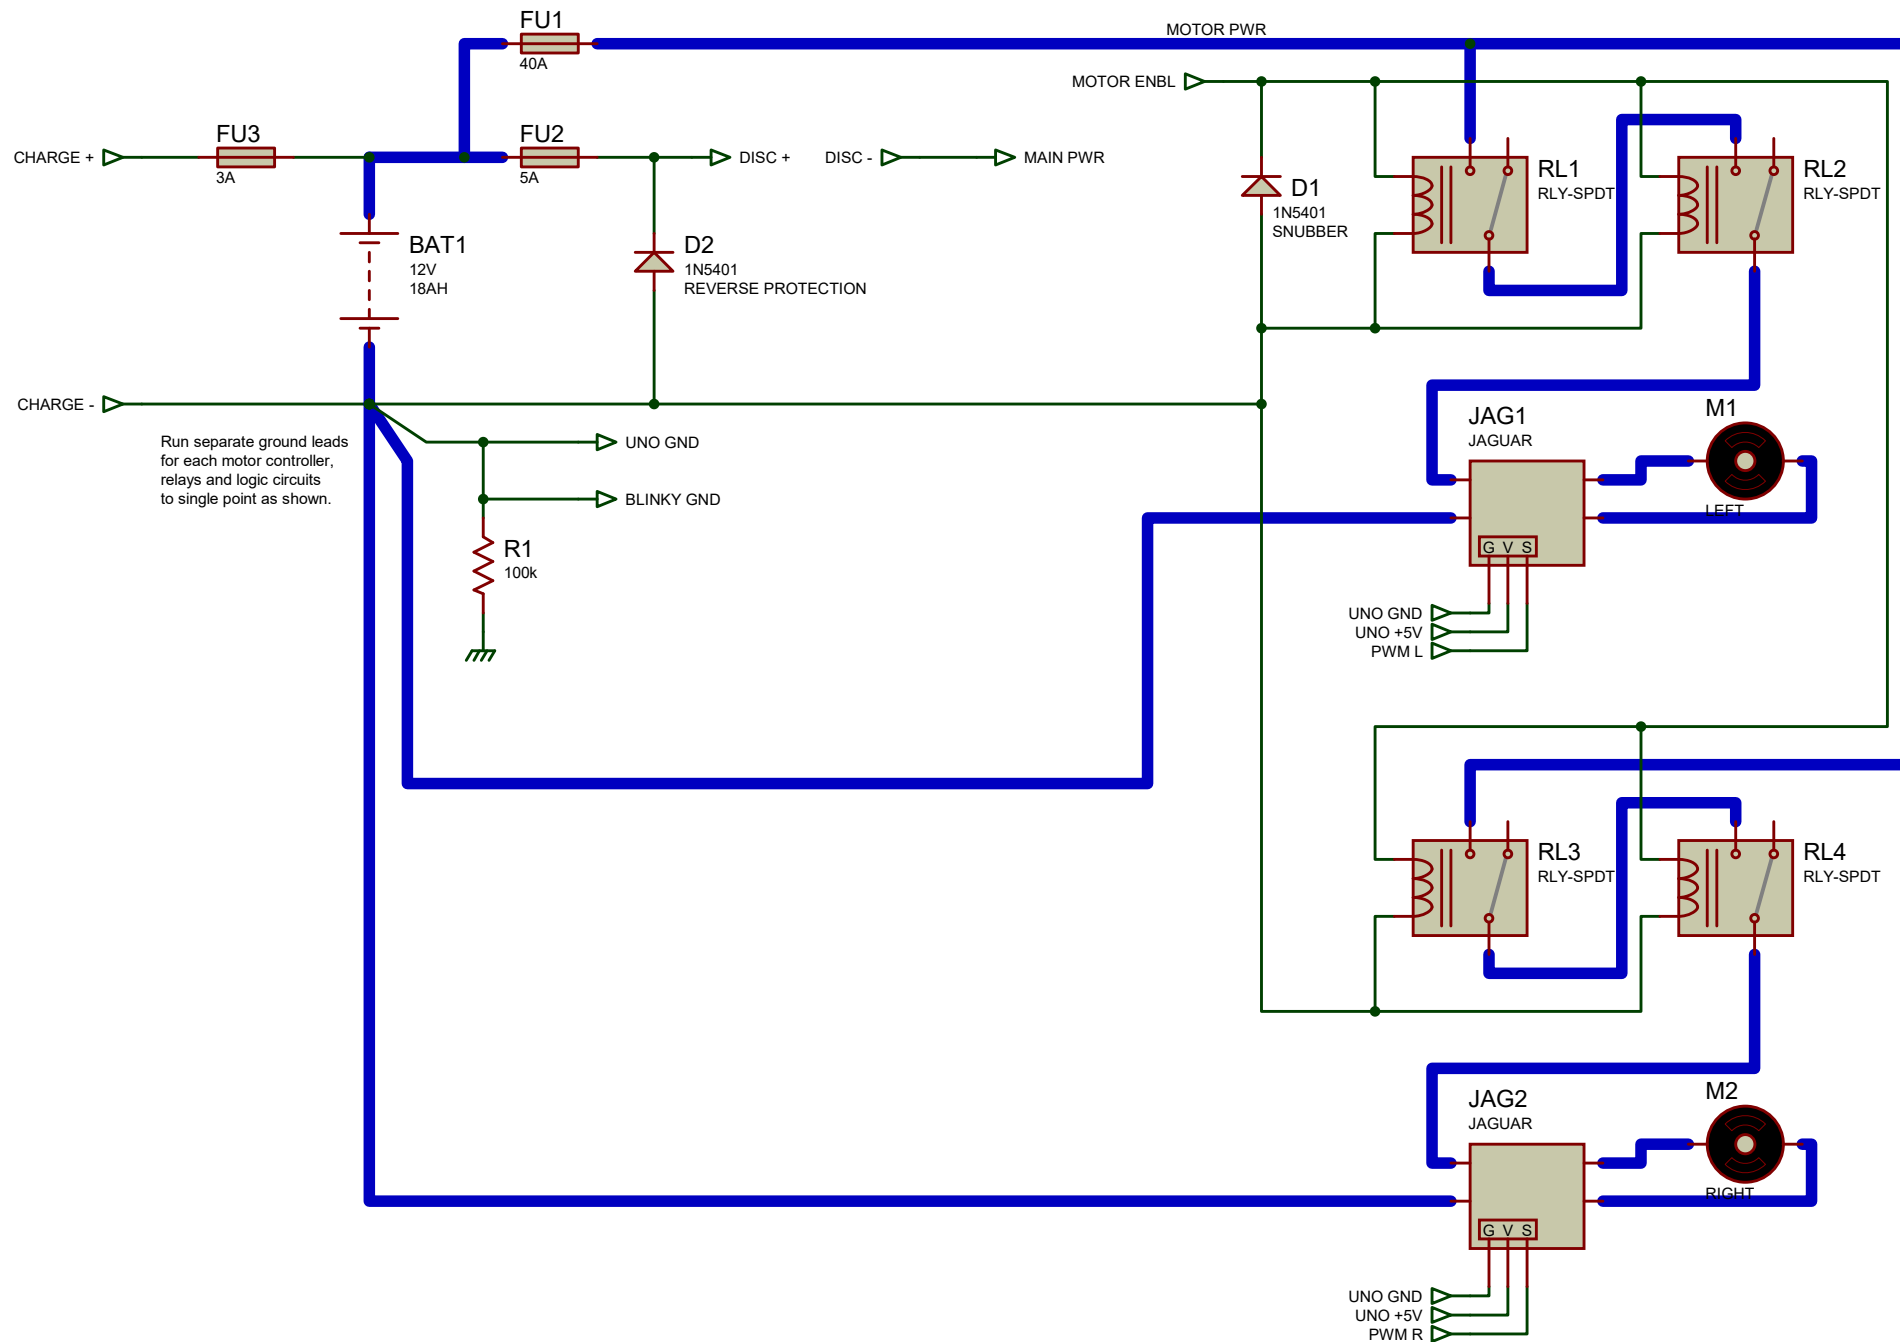 FU1
40A
MOTOR PWR
MOTOR ENBL
CHARGE +
FU3
3A
FU2
5A
DISC +
DISC -
MAIN PWR
D1
1N5401
SNUBBER
RL1
RLY-SPDT
RL2
RLY-SPDT
BAT1
12V
18AH
D2
1N5401
REVERSE PROTECTION
CHARGE -
Run separate ground leads
for each motor controller,
relays and logic circuits
to single point as shown.
UNO GND
BLINKY GND
R1
100k
JAG1
JAGUAR
M1
LEFT
G V S
UNO GND
UNO +5V
PWM L
RL3
RLY-SPDT
RL4
RLY-SPDT
JAG2
JAGUAR
M2
RIGHT
G V S
UNO GND
UNO +5V
PWM R